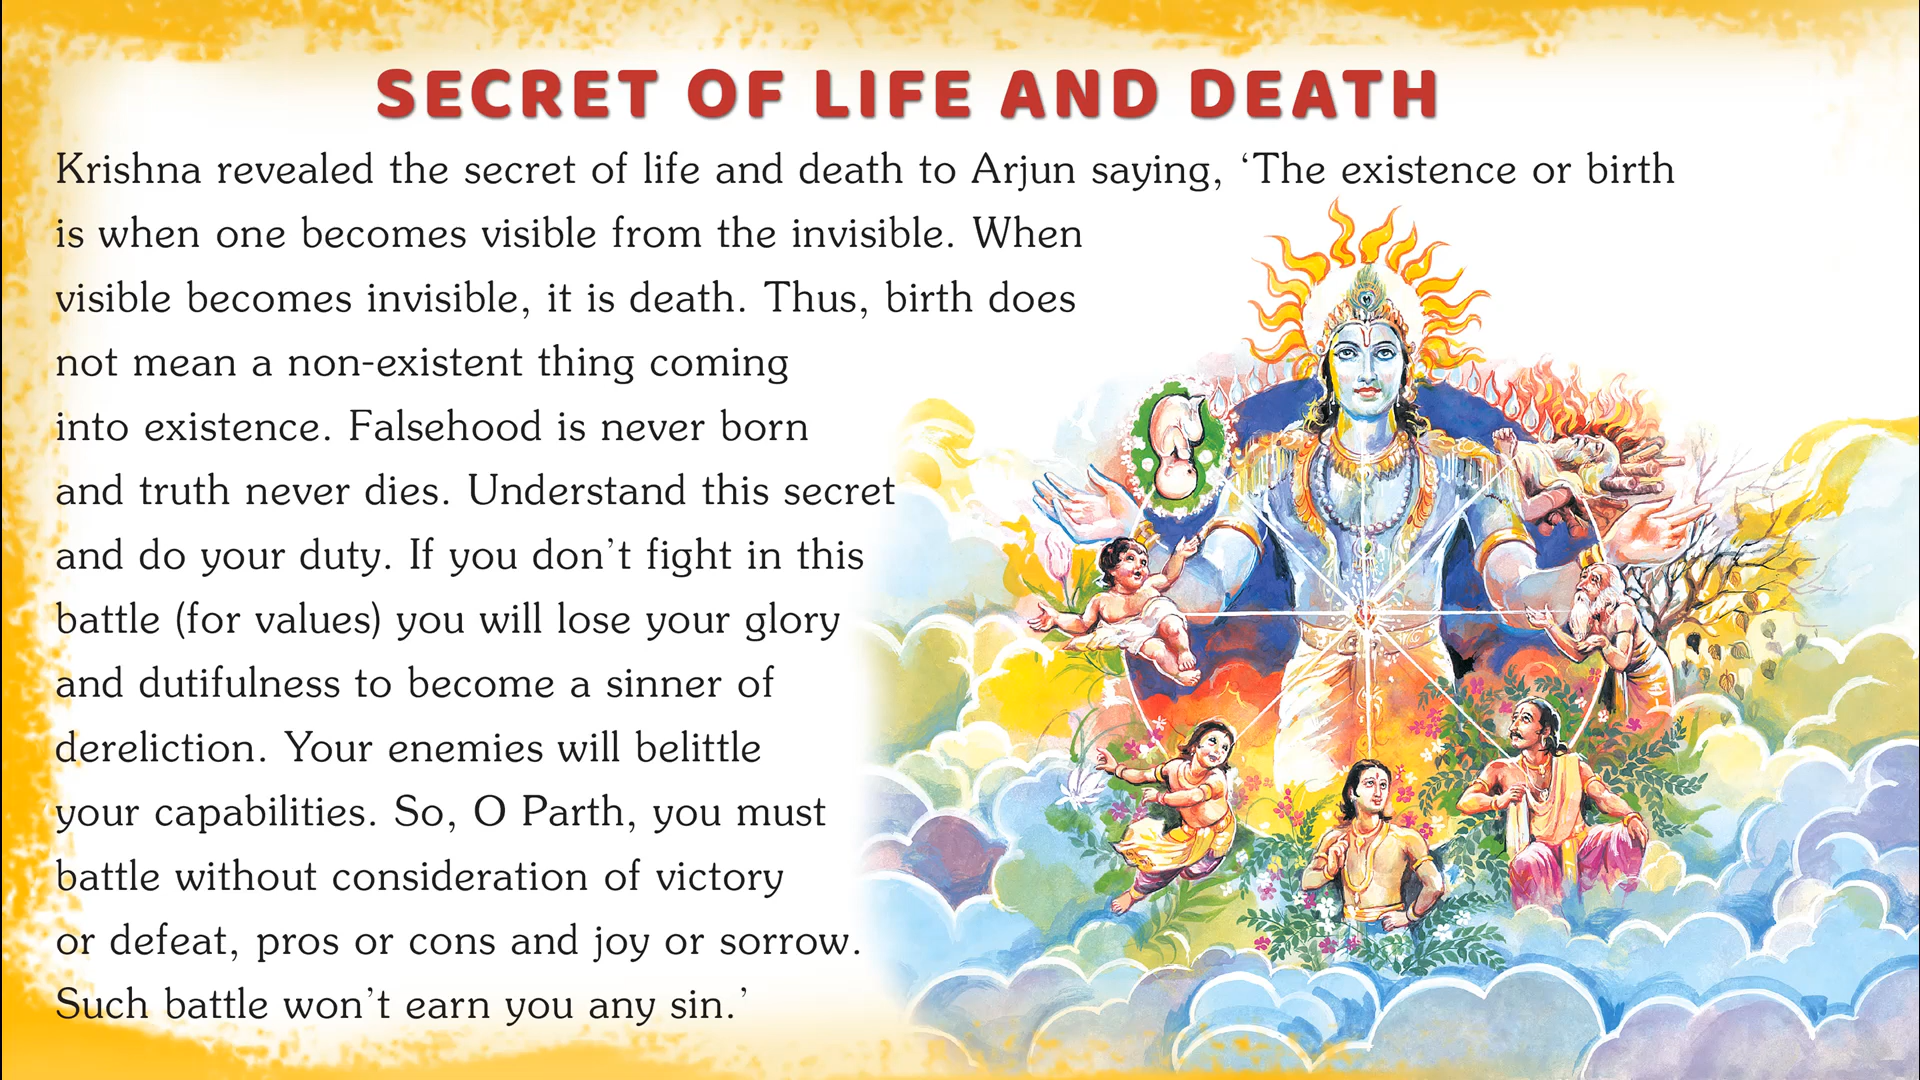 SECRET OF LIFE AND DEATH
Krishna revealed the secret of life and death to Arjun saying, ‘The existence or birth
is when one becomes visible from the invisible. When
visible becomes invisible, it is death. Thus, birth does
not mean a non-existent thing coming
into existence. Falsehood is never born
and truth never dies. Understand this secret
and do your duty. If you don’t fight in this
battle (for values) you will lose your glory
and dutifulness to become a sinner of
dereliction. Your enemies will belittle
your capabilities. So, O Parth, you must
battle without consideration of victory
or defeat, pros or cons and joy or sorrow.
Such battle won’t earn you any sin.’